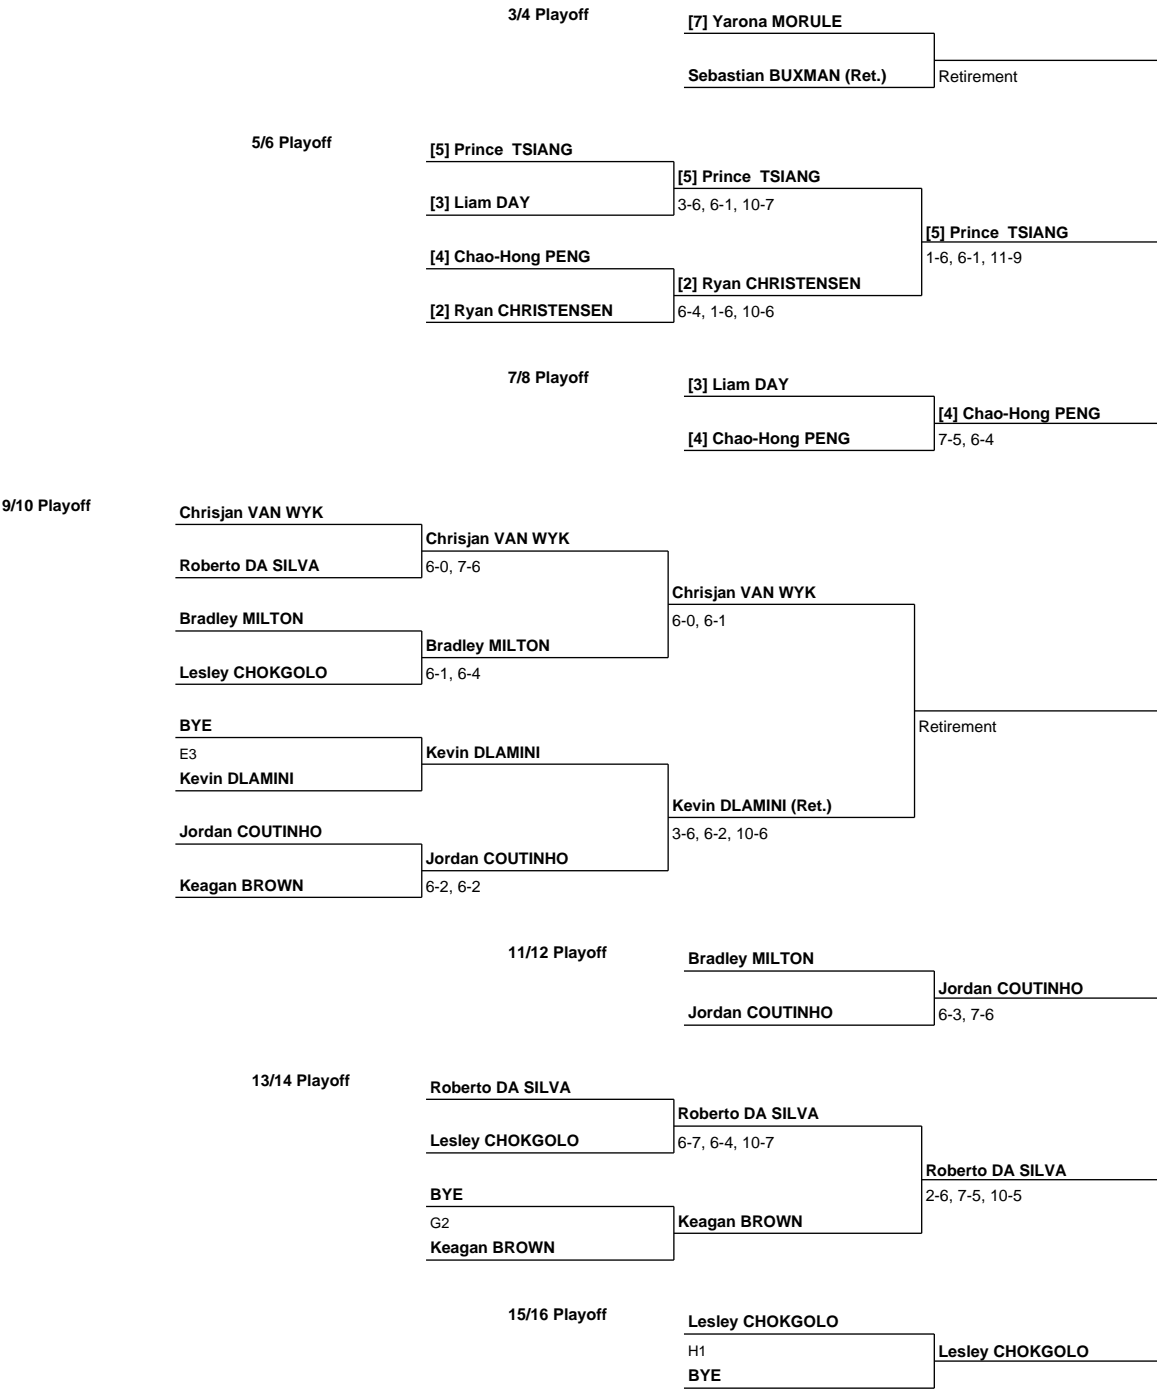 3/4 Playoff
[7] Yarona MORULE
Sebastian BUXMAN (Ret.)
Retirement
5/6 Playoff
[5] Prince  TSIANG
[5] Prince  TSIANG
[3] Liam DAY
3-6, 6-1, 10-7
[5] Prince  TSIANG
[4] Chao-Hong PENG
1-6, 6-1, 11-9
[2] Ryan CHRISTENSEN
[2] Ryan CHRISTENSEN
6-4, 1-6, 10-6
7/8 Playoff
[3] Liam DAY
[4] Chao-Hong PENG
[4] Chao-Hong PENG
7-5, 6-4
9/10 Playoff
Chrisjan VAN WYK
Chrisjan VAN WYK
Roberto DA SILVA
6-0, 7-6
Chrisjan VAN WYK
Bradley MILTON
6-0, 6-1
Bradley MILTON
Lesley CHOKGOLO
6-1, 6-4
BYE
Retirement
E3
Kevin DLAMINI
Kevin DLAMINI
Kevin DLAMINI (Ret.)
Jordan COUTINHO
3-6, 6-2, 10-6
Jordan COUTINHO
Keagan BROWN
6-2, 6-2
11/12 Playoff
Bradley MILTON
Jordan COUTINHO
Jordan COUTINHO
6-3, 7-6
13/14 Playoff
Roberto DA SILVA
Roberto DA SILVA
Lesley CHOKGOLO
6-7, 6-4, 10-7
Roberto DA SILVA
BYE
2-6, 7-5, 10-5
G2
Keagan BROWN
Keagan BROWN
15/16 Playoff
Lesley CHOKGOLO
H1
Lesley CHOKGOLO
BYE